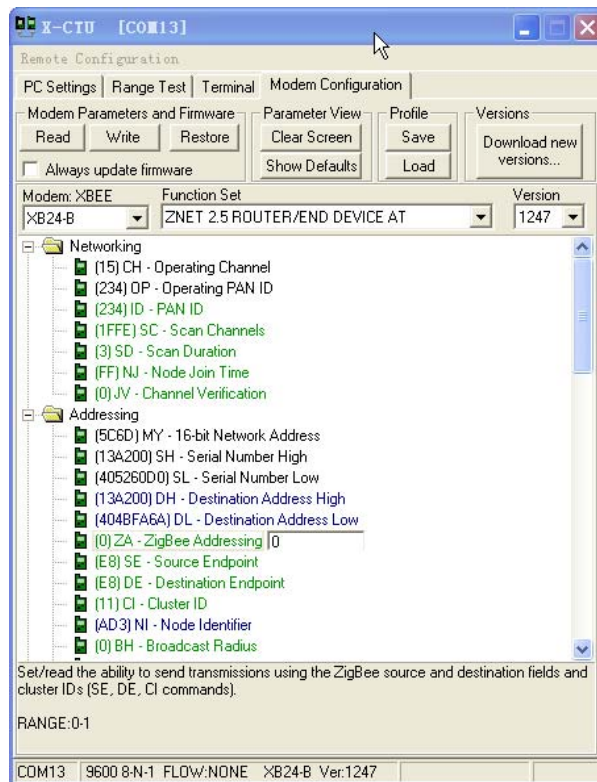 X-CTU [COM13]
Remote Configuration
PC Settings Range Test Terminal Modem Configuration
Modem Parameters and Firmware Parameter View Profile Versions
Read Write Restore Clear Screen Save Download new versions...
Always update firmware Show Defaults Load
Modem: XBEE Function Set Version
XB24-B ZNET 2.5 ROUTER/END DEVICE AT 1247
Networking
(15) CH - Operating Channel
(234) OP - Operating PAN ID
(234) ID - PAN ID
(1FFE) SC - Scan Channels
(3) SD - Scan Duration
(FF) NJ - Node Join Time
(0) JV - Channel Verification
Addressing
(5C6D) MY - 16-bit Network Address
(13A200) SH - Serial Number High
(405260D0) SL - Serial Number Low
(13A200) DH - Destination Address High
(404BFA6A) DL - Destination Address Low
(0) ZA - ZigBee Addressing 0
(E8) SE - Source Endpoint
(E8) DE - Destination Endpoint
(11) CI - Cluster ID
(AD3) NI - Node Identifier
(0) BH - Broadcast Radius
Set/read the ability to send transmissions using the ZigBee source and destination fields and
cluster IDs (SE, DE, CI commands).
RANGE:0-1
COM13 9600 8-N-1 FLOW:NONE XB24-B Ver:1247